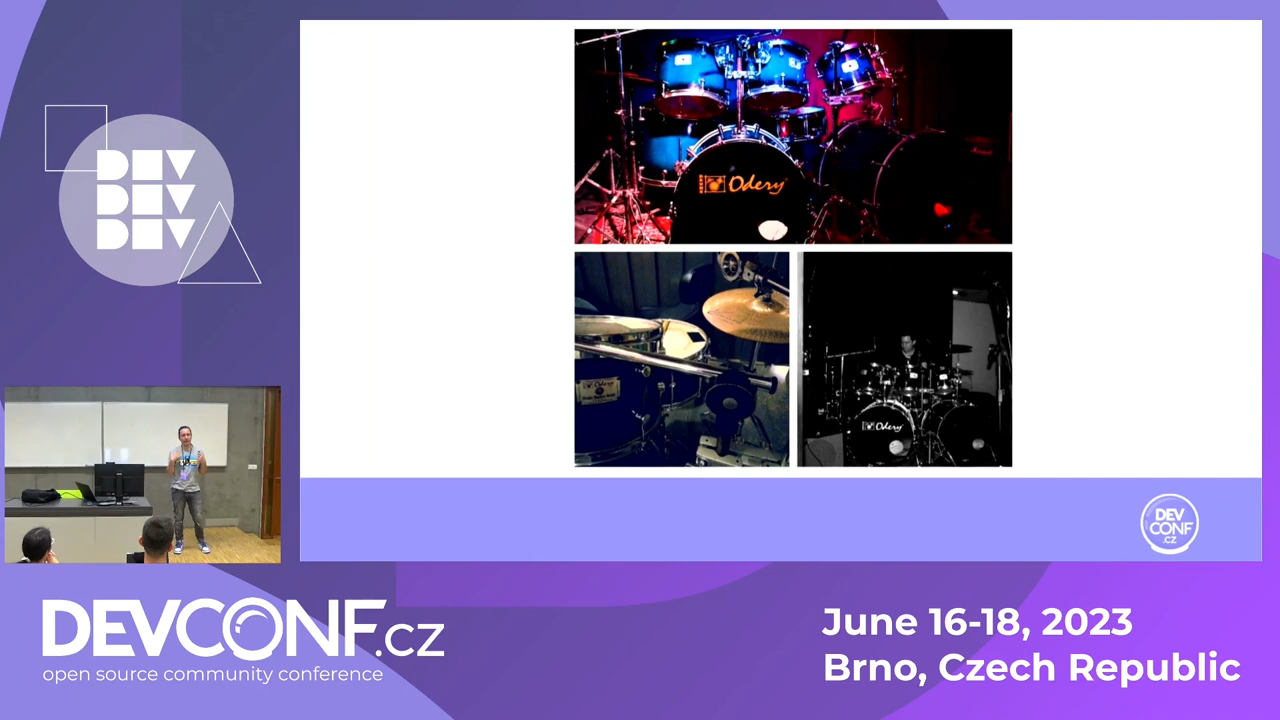 DEV
DEV
DEV
Odery
Odery
Odery
DEV
CONF
.CZ
DEVCONF.CZ
open source community conference
June 16-18, 2023
Brno, Czech Republic